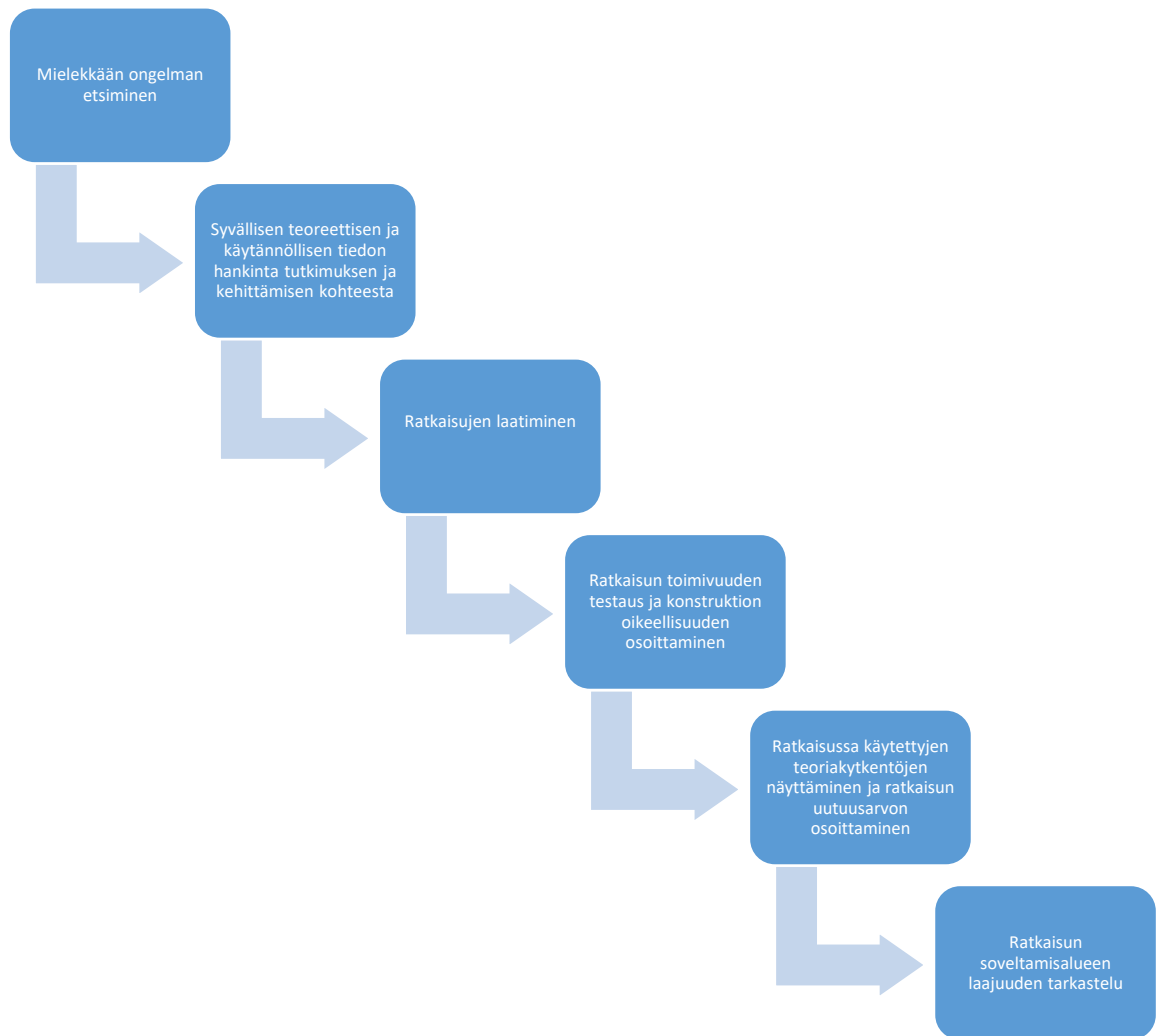 Mielekkään ongelman
etsiminen
Syvällisen teoreettisen ja
käytännöllisen tiedon
hankinta tutkimuksen ja
kehittämisen kohteesta
Ratkaisujen laatiminen
Ratkaisun toimivuuden
testaus ja konstruktion
oikeellisuuden
osoittaminen
Ratkaisussa käytettyjen
teoriakytkentöjen
näyttäminen ja ratkaisun
uutuusarvon
osoittaminen
Ratkaisun
soveltamisalueen
laajuuden tarkastelu